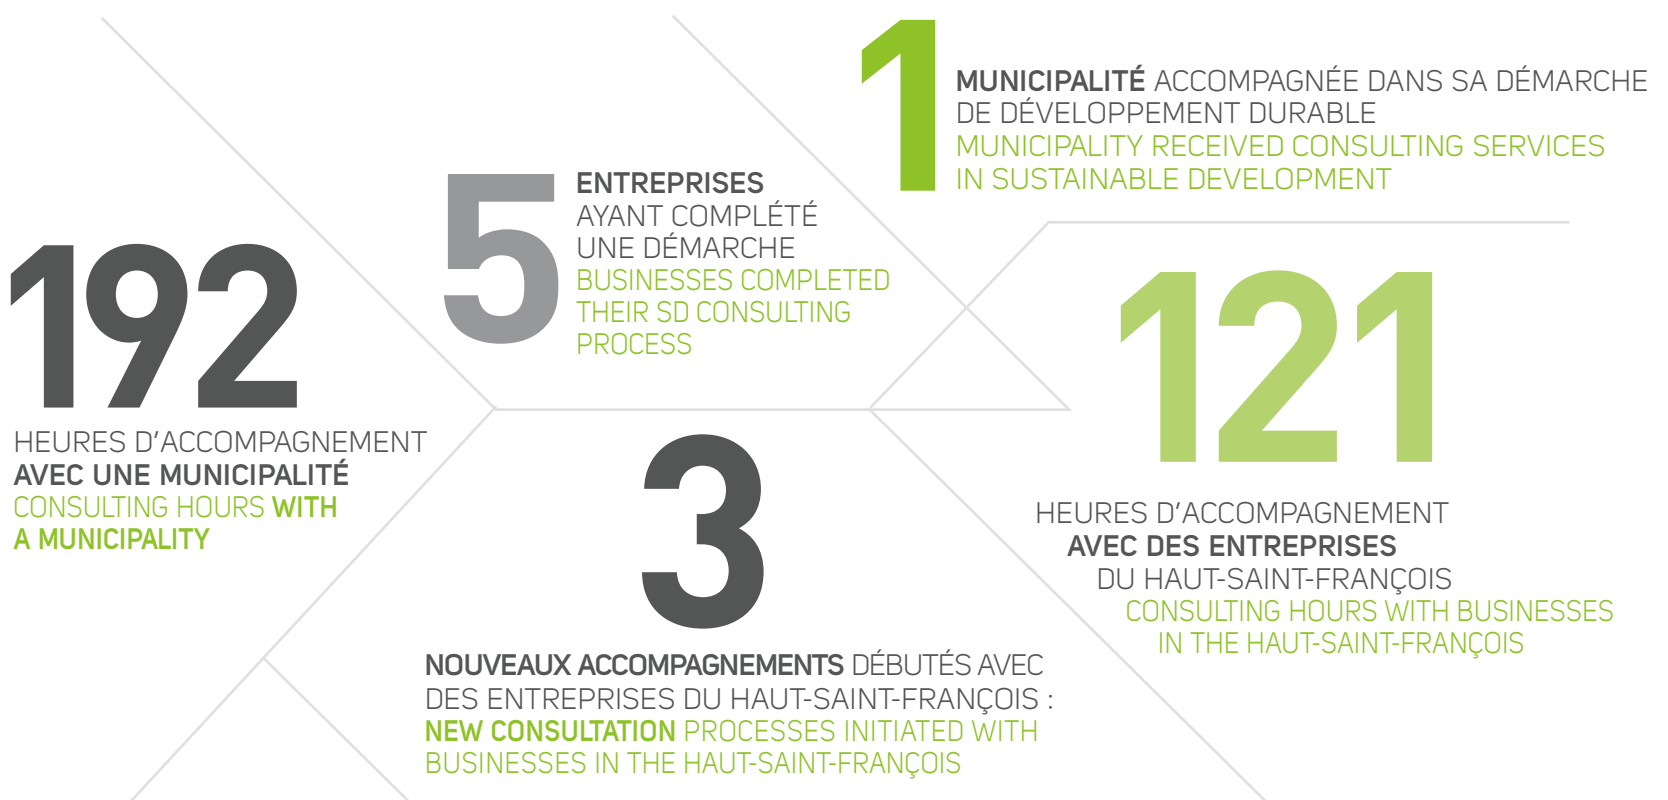 1
MUNICIPALITÉ ACCOMPAGNÉE DANS SA DÉMARCHE
DE DÉVELOPPEMENT DURABLE
MUNICIPALITY RECEIVED CONSULTING SERVICES
IN SUSTAINABLE DEVELOPMENT
5
ENTREPRISES
AYANT COMPLÉTÉ
UNE DÉMARCHE
BUSINESSES COMPLETED
THEIR SD CONSULTING
PROCESS
192
HEURES D'ACCOMPAGNEMENT
AVEC UNE MUNICIPALITÉ
CONSULTING HOURS WITH
A MUNICIPALITY
121
HEURES D'ACCOMPAGNEMENT
AVEC DES ENTREPRISES
DU HAUT-SAINT-FRANÇOIS
CONSULTING HOURS WITH BUSINESSES
IN THE HAUT-SAINT-FRANÇOIS
3
NOUVEAUX ACCOMPAGNEMENTS DÉBUTÉS AVEC
DES ENTREPRISES DU HAUT-SAINT-FRANÇOIS :
NEW CONSULTATION PROCESSES INITIATED WITH
BUSINESSES IN THE HAUT-SAINT-FRANÇOIS